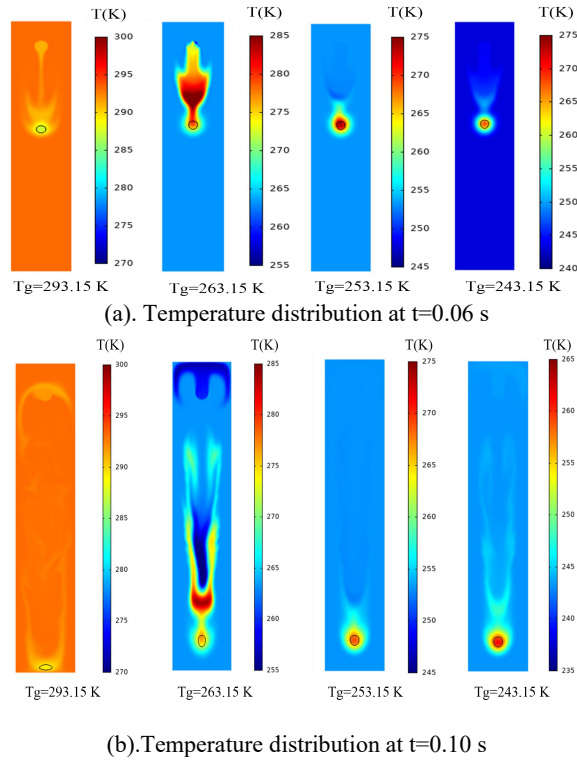 T(K) T(K) T(K) T(K)
300 285 275 275
295 280 270 270
290 275 265 265
285 270 260 260
280 265 255 255
275 260 250 250
270 255 245 245
240
Tg=293.15 K Tg=263.15 K Tg=253.15 K Tg=243.15 K
(a). Temperature distribution at t=0.06 s
T(K) T(K) T(K) T(K)
300 285 275 265
295 280 270 260
290 275 265 255
285 270 260 250
280 265 255 245
275 260 250 240
270 255 245 235
Tg=293.15 K Tg=263.15 K Tg=253.15 K Tg=243.15 K
(b).Temperature distribution at t=0.10 s